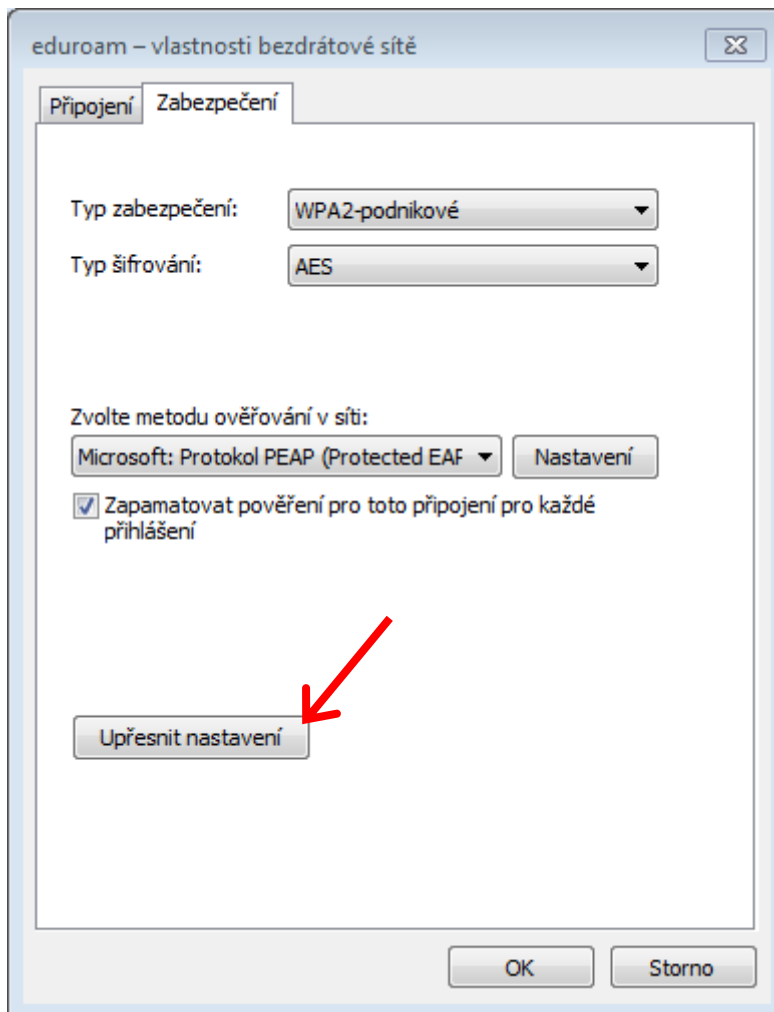 eduroam – vlastnosti bezdrátové sítě
Připojení
Zabezpečení
Typ zabezpečení:
WPA2-podnikové
Typ šifrování:
AES
Zvolte metodu ověřování v síti:
Microsoft: Protokol PEAP (Protected EAP
Nastavení
Zapamatovat pověření pro toto připojení pro každé
přihlášení
Upřesnit nastavení
OK
Storno